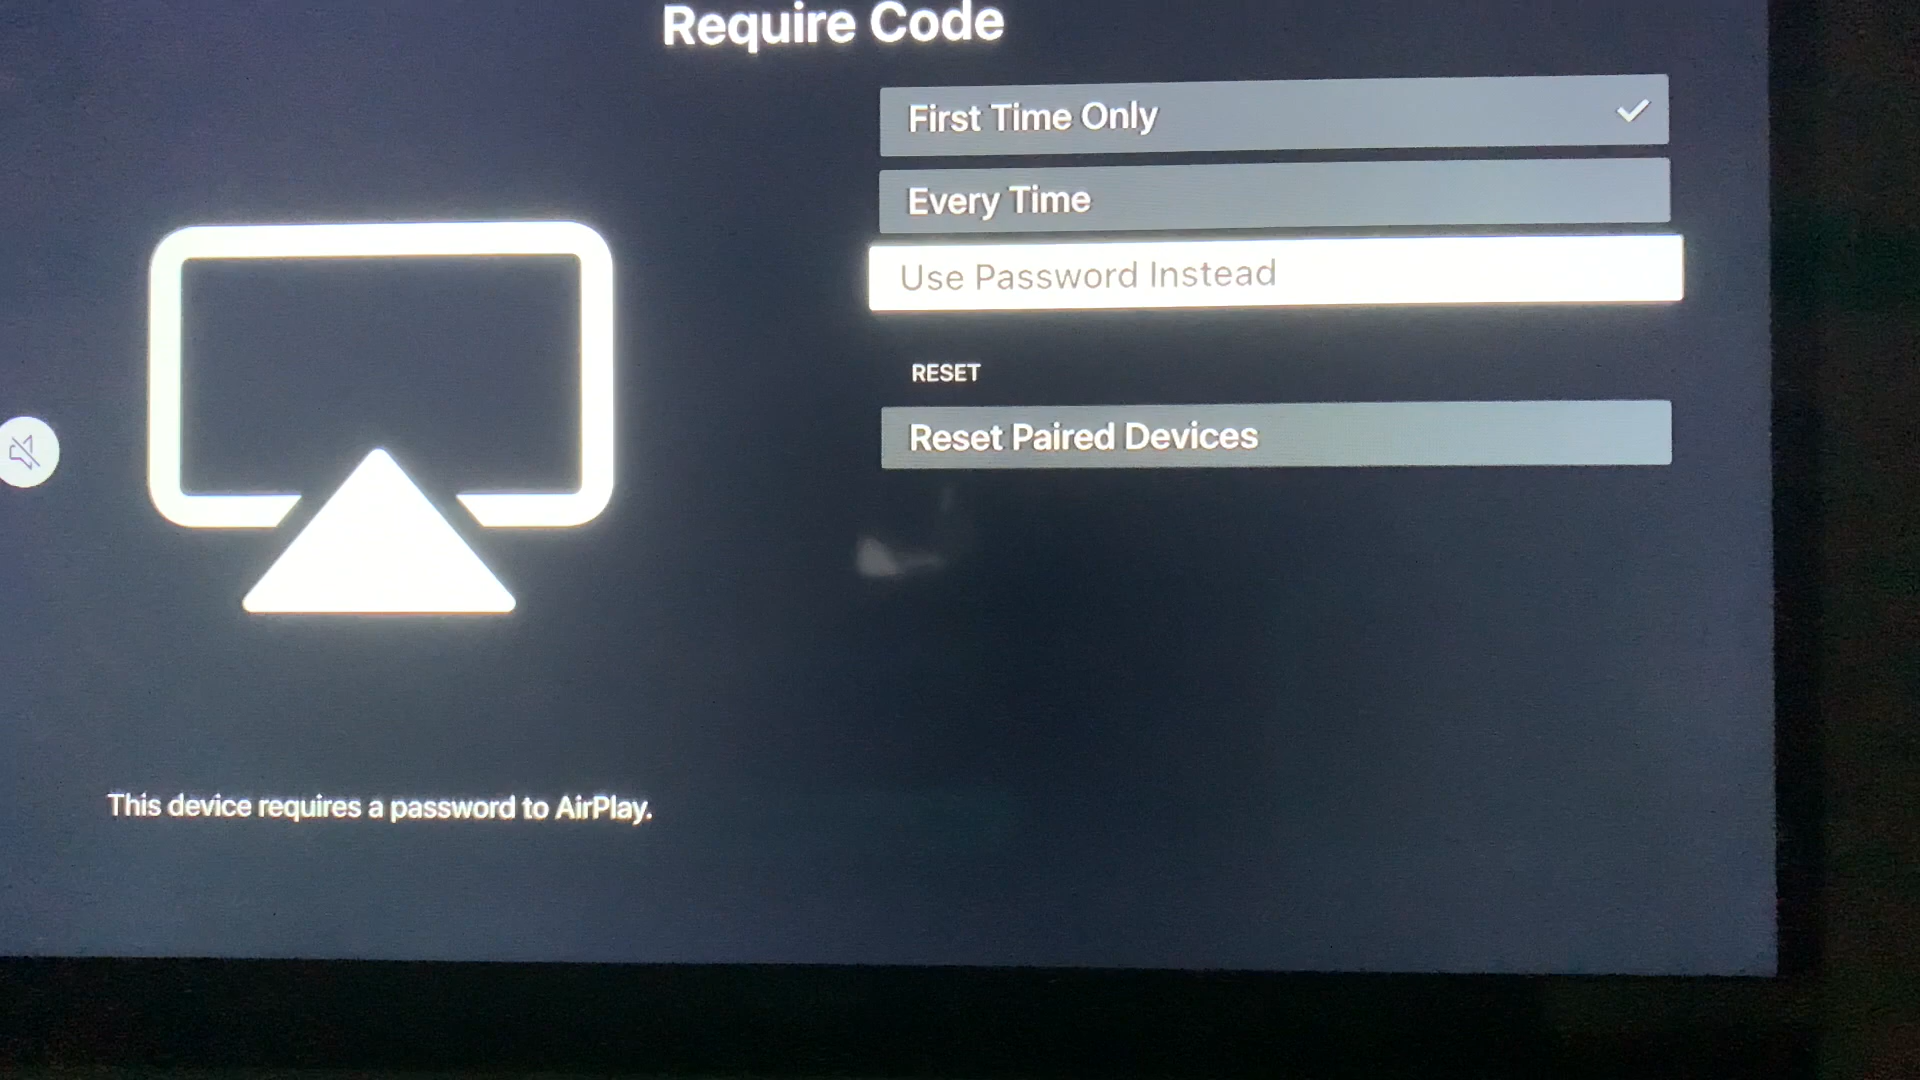 Require Code
First Time Only
Every Time
Use Password Instead
RESET
Reset Paired Devices
This device requires a password to AirPlay.